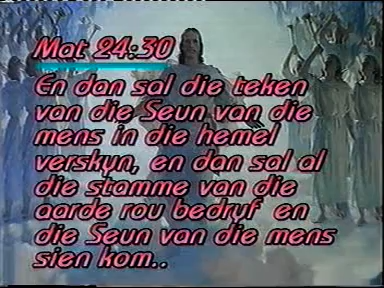 Mat 24:30
En dan sal die teken
van die Seun van die
mens in die hemel
verskyn, en dan sal al
die stamme van die
aarde rou bedryf en
die Seun van die mens
sien kom..